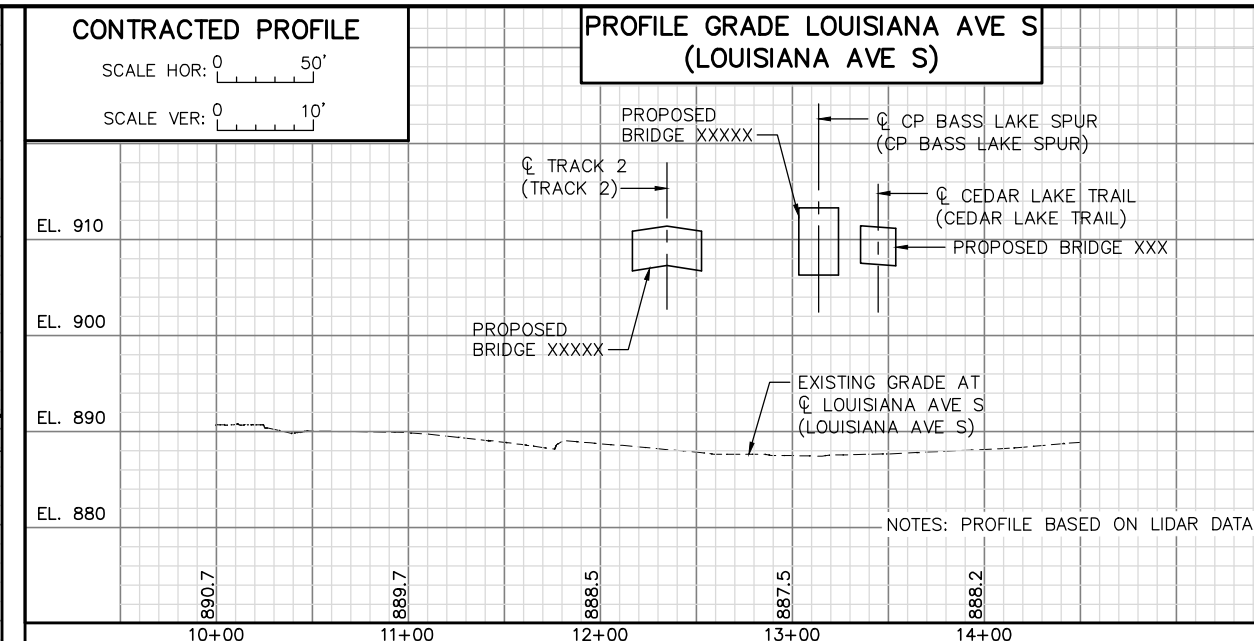 CONTRACTED PROFILE
SCALE HOR: 0 50'
SCALE VER: 0 10'
PROFILE GRADE LOUISIANA AVE S
(LOUISIANA AVE S)
PROPOSED
BRIDGE XXXXX
℄ CP BASS LAKE SPUR
(CP BASS LAKE SPUR)
℄ TRACK 2
(TRACK 2)
℄ CEDAR LAKE TRAIL
(CEDAR LAKE TRAIL)
EL. 910
PROPOSED BRIDGE XXX
EL. 900
PROPOSED
BRIDGE XXXXX
EXISTING GRADE AT
℄ LOUISIANA AVE S
(LOUISIANA AVE S)
EL. 890
EL. 880
NOTES: PROFILE BASED ON LIDAR DATA
890.7
889.7
888.5
887.5
888.2
10+00 11+00 12+00 13+00 14+00